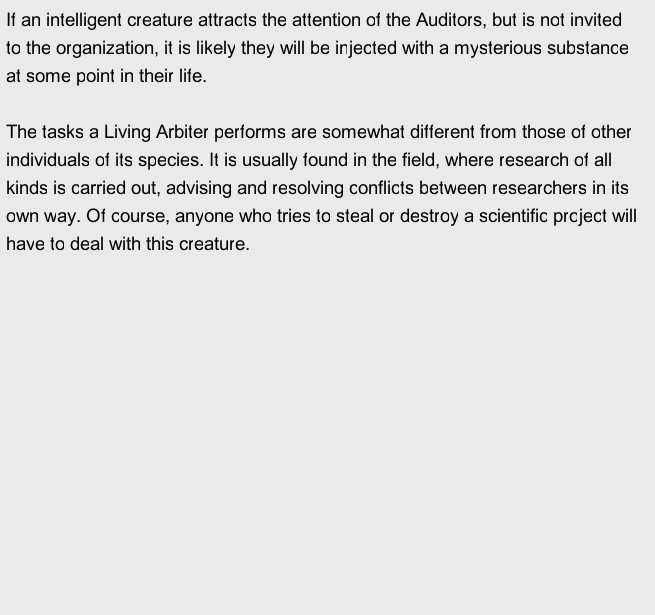 If an intelligent creature attracts the attention of the Auditors, but is not invited
to the organization, it is likely they will be injected with a mysterious substance
at some point in their life.
The tasks a Living Arbiter performs are somewhat different from those of other
individuals of its species. It is usually found in the field, where research of all
kinds is carried out, advising and resolving conflicts between researchers in its
own way. Of course, anyone who tries to steal or destroy a scientific project will
have to deal with this creature.